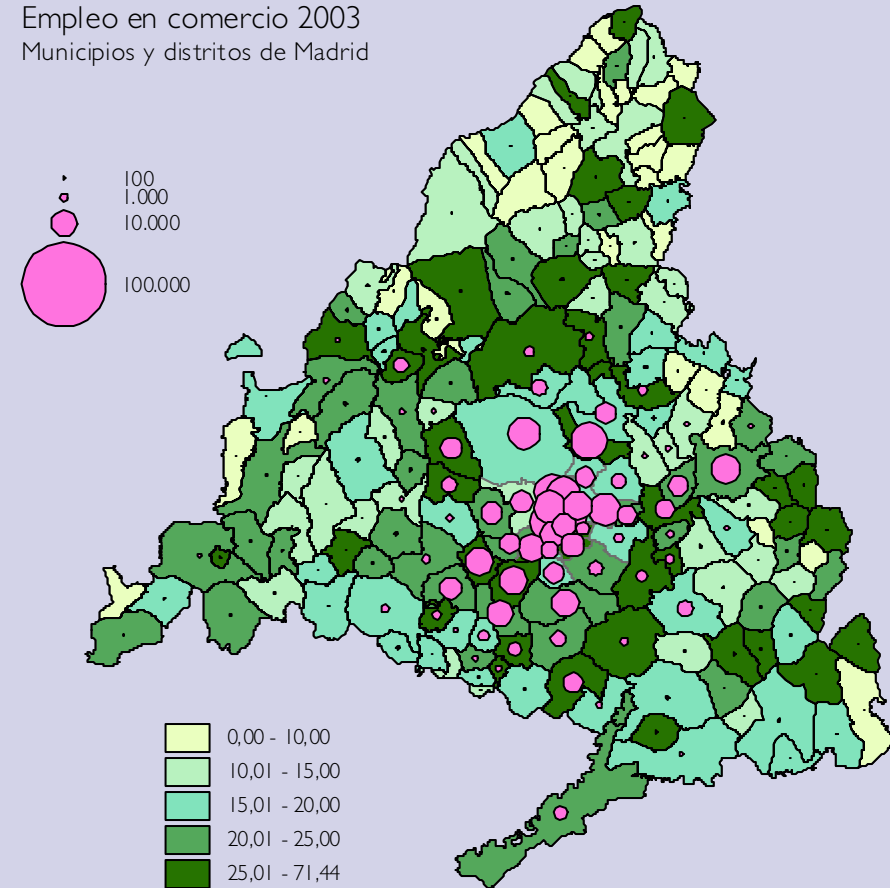 Empleo en comercio 2003
Municipios y distritos de Madrid
100
1.000
10.000
100.000
0,00 - 10,00
10,01 - 15,00
15,01 - 20,00
20,01 - 25,00
25,01 - 71,44